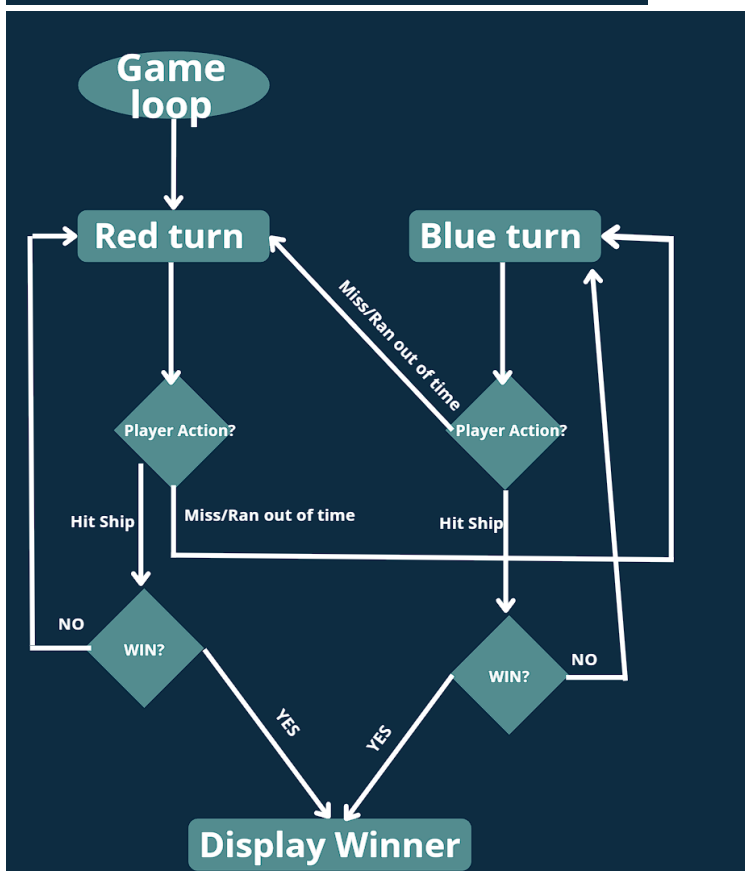 Game
loop
Red turn
Blue turn
Miss/Ran out of time
Player Action?
Player Action?
Hit Ship
Miss/Ran out of time
Hit Ship
NO
WIN?
NO
WIN?
YES
YES
Display Winner